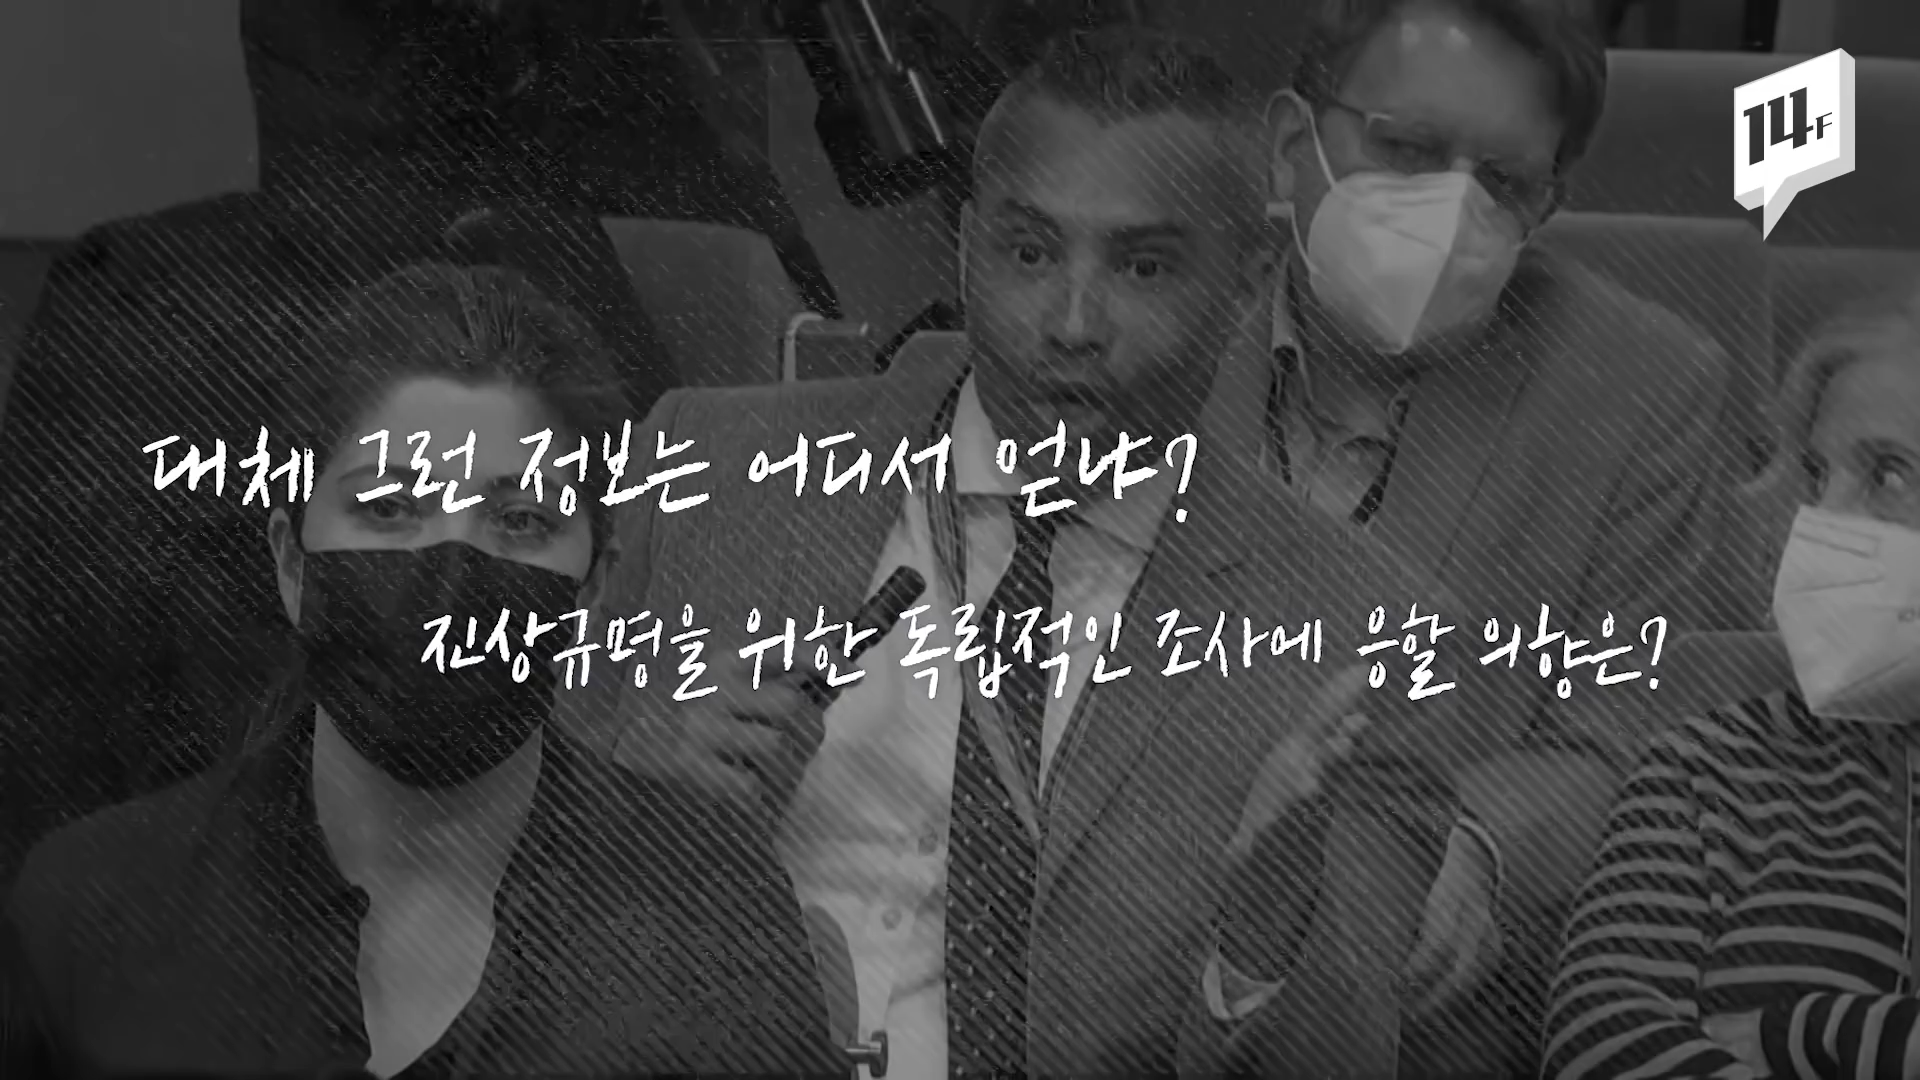 14F
대체 그런 정보는 어디서 얻냐?
진상규명을 위한 독립적인 조사에 응할 의향은?